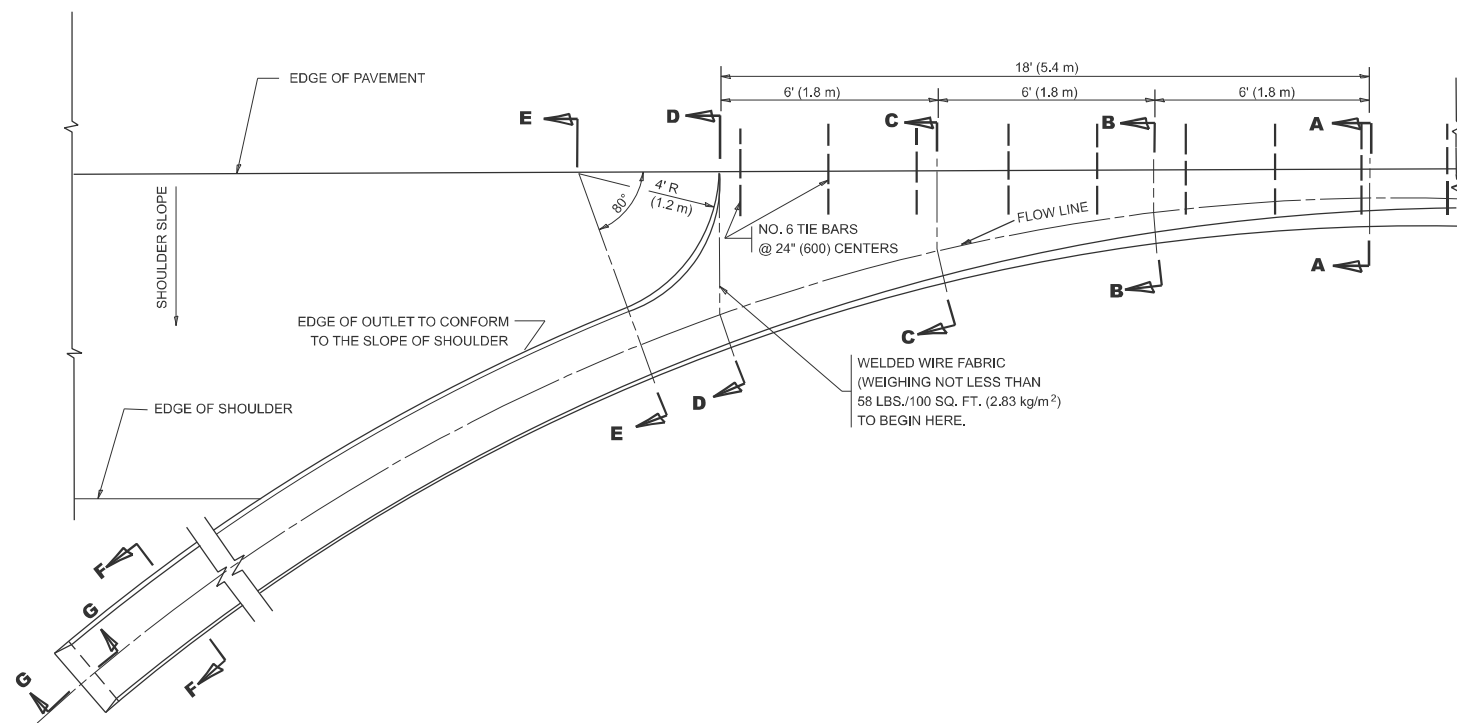 18' (5.4 m)
EDGE OF PAVEMENT
6' (1.8 m)
6' (1.8 m)
6' (1.8 m)
E
D
C
B
A
4' R
(1.2 m)
80°
SHOULDER SLOPE
FLOW LINE
NO. 6 TIE BARS
@ 24" (600) CENTERS
A
B
EDGE OF OUTLET TO CONFORM
TO THE SLOPE OF SHOULDER
C
WELDED WIRE FABRIC
(WEIGHING NOT LESS THAN
58 LBS./100 SQ. FT. (2.83 kg/m²)
TO BEGIN HERE.
D
EDGE OF SHOULDER
E
F
G
G
F